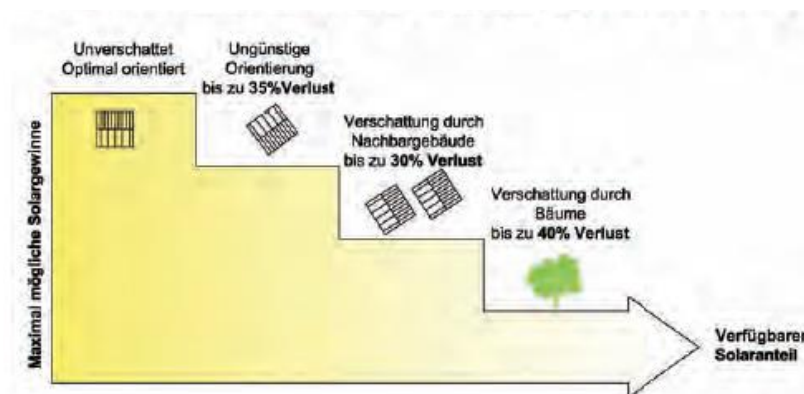 Unverschattet
Optimal orientiert
Ungünstige
Orientierung
bis zu 35%Verlust
Verschattung durch
Nachbargebäude
bis zu 30% Verlust
Verschattung durch
Bäume
bis zu 40% Verlust
Maximal mögliche Solargewinne
Verfügbarer
Solaranteil